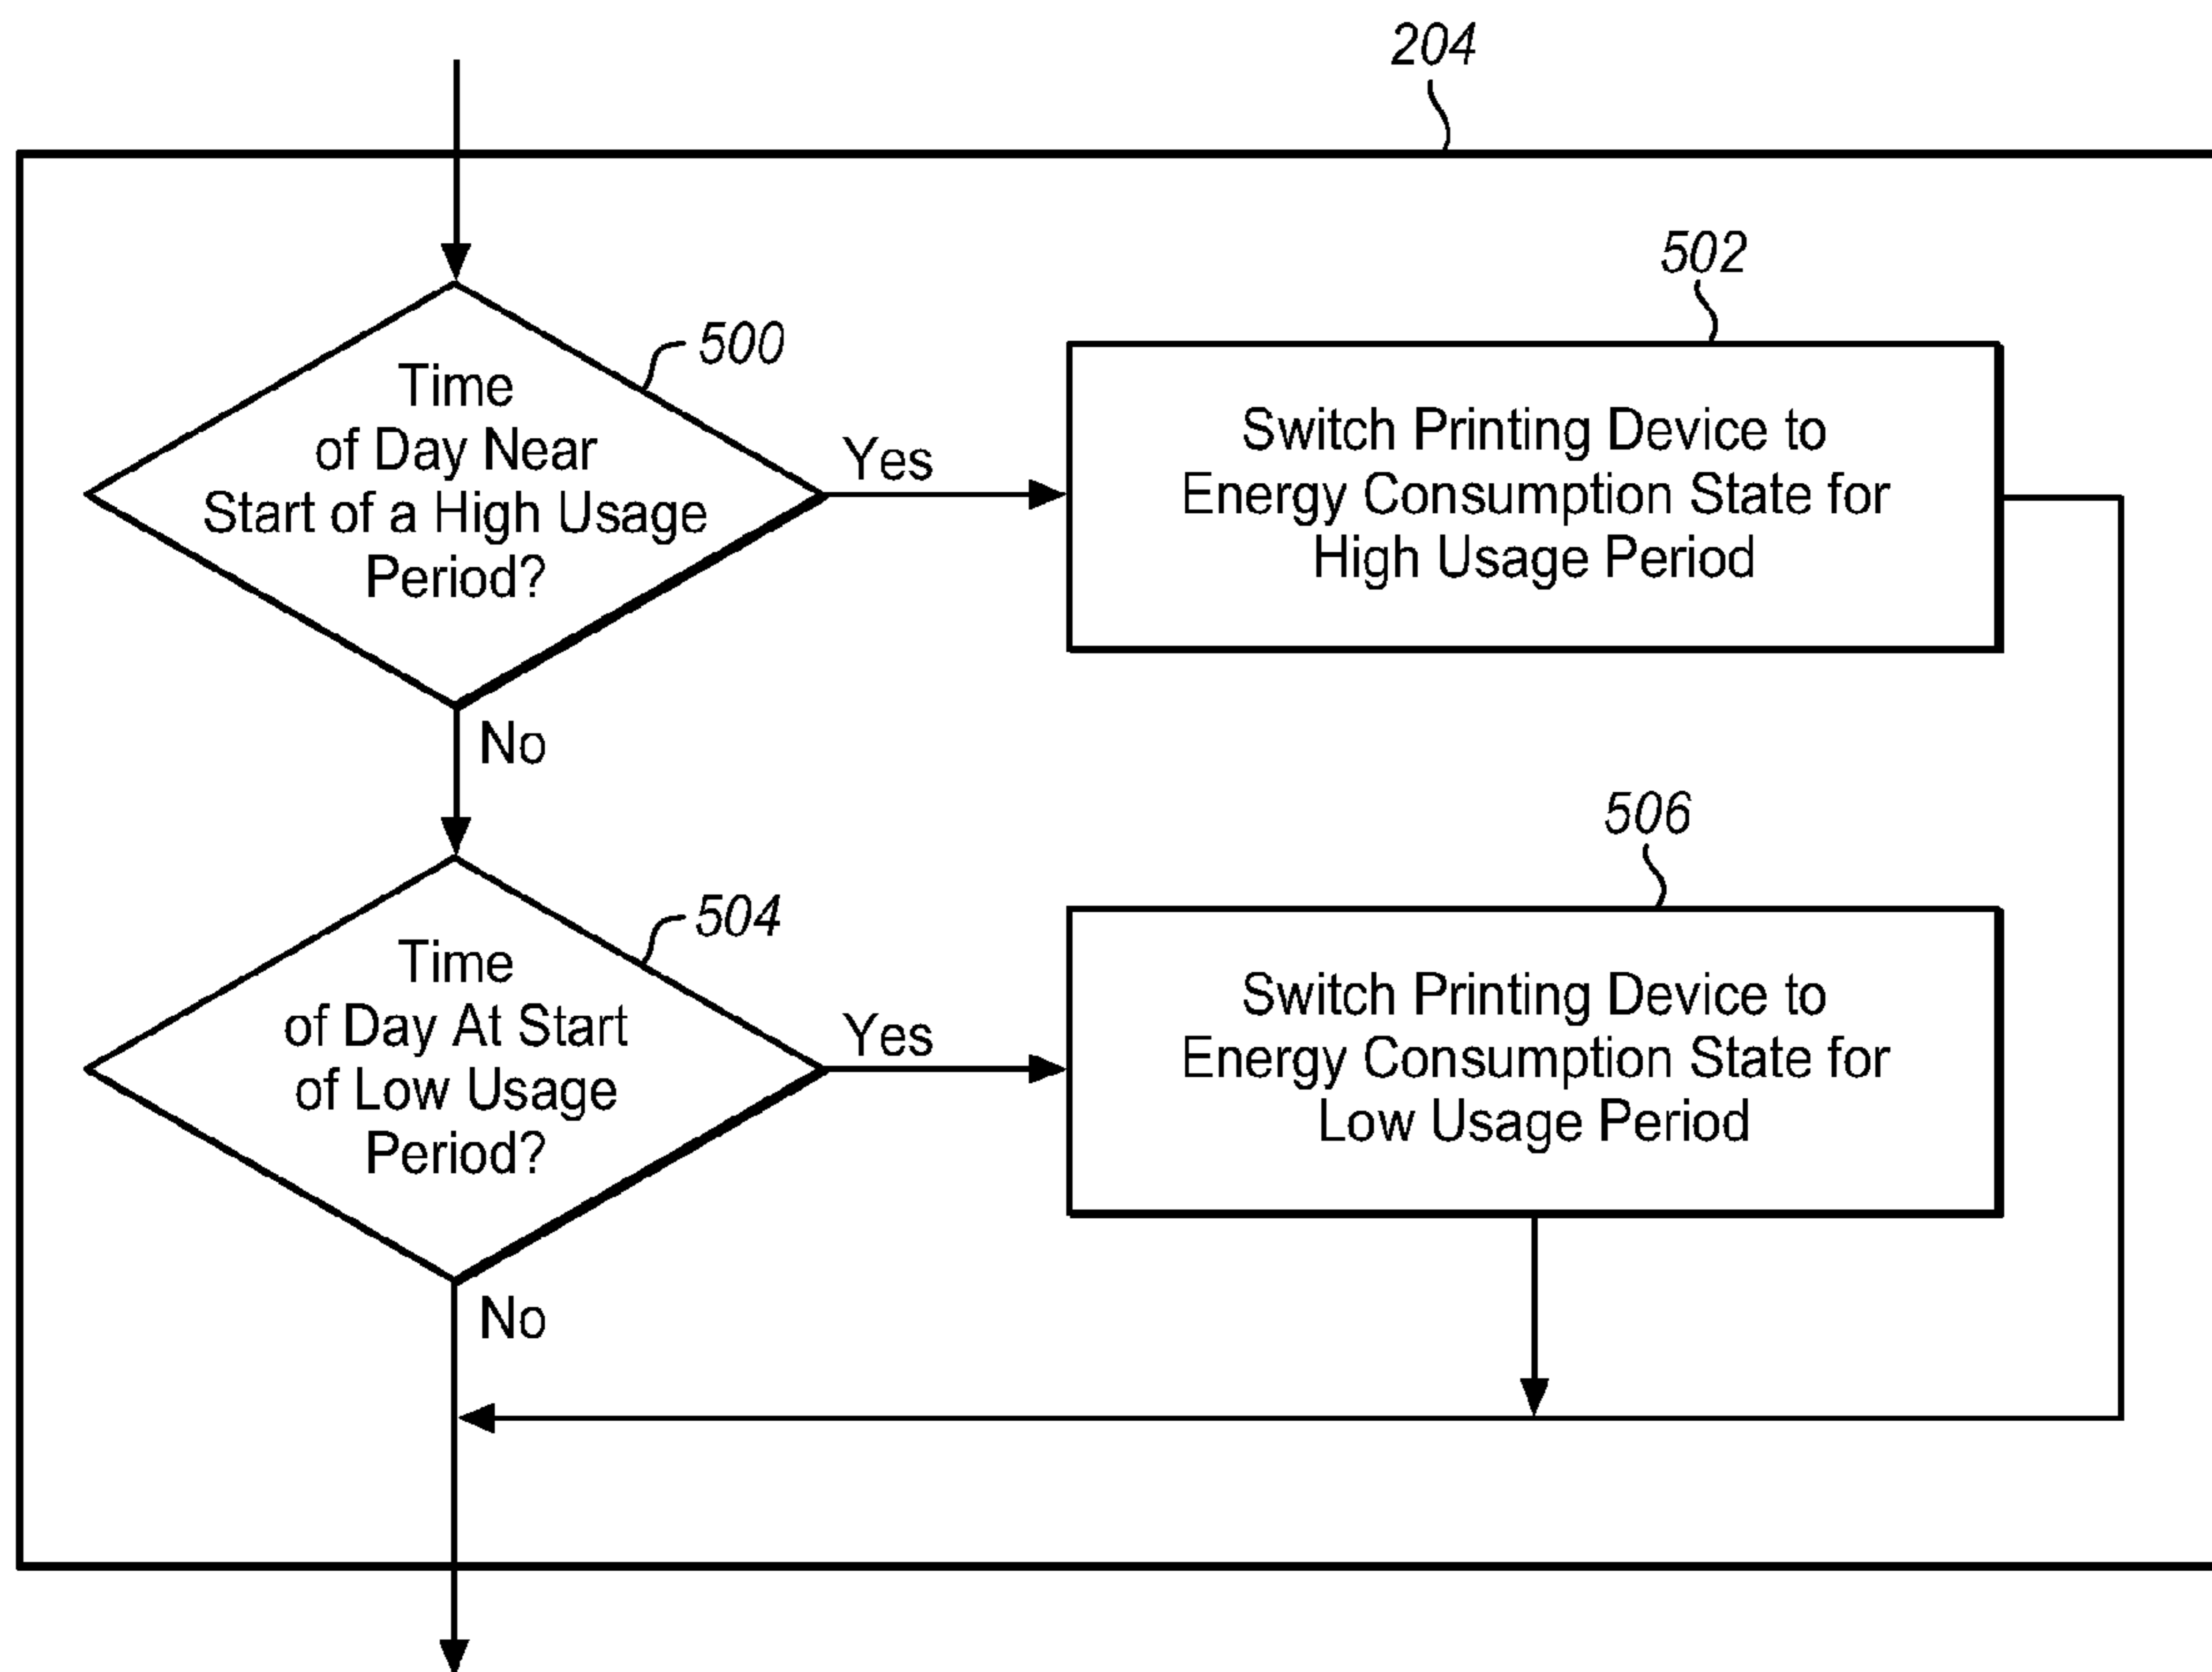 204
500
Time
of Day Near
Start of a High Usage
Period?
Yes
No
502
Switch Printing Device to
Energy Consumption State for
High Usage Period
504
Time
of Day At Start
of Low Usage
Period?
Yes
No
506
Switch Printing Device to
Energy Consumption State for
Low Usage Period